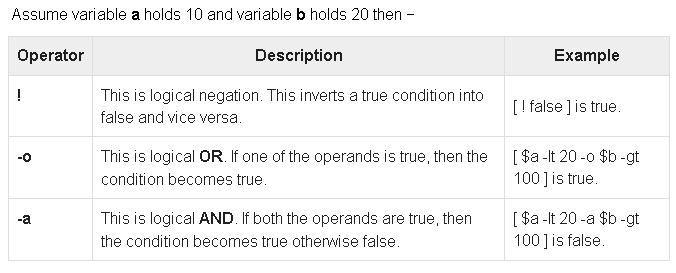 Assume variable a holds 10 and variable b holds 20 then −
Operator Description Example
! This is logical negation. This inverts a true condition into
false and vice versa.
[ ! false ] is true.
-o This is logical OR. If one of the operands is true, then the
condition becomes true.
[ $a -lt 20 -o $b -gt
100 ] is true.
-a This is logical AND. If both the operands are true, then
the condition becomes true otherwise false.
[ $a -lt 20 -a $b -gt
100 ] is false.